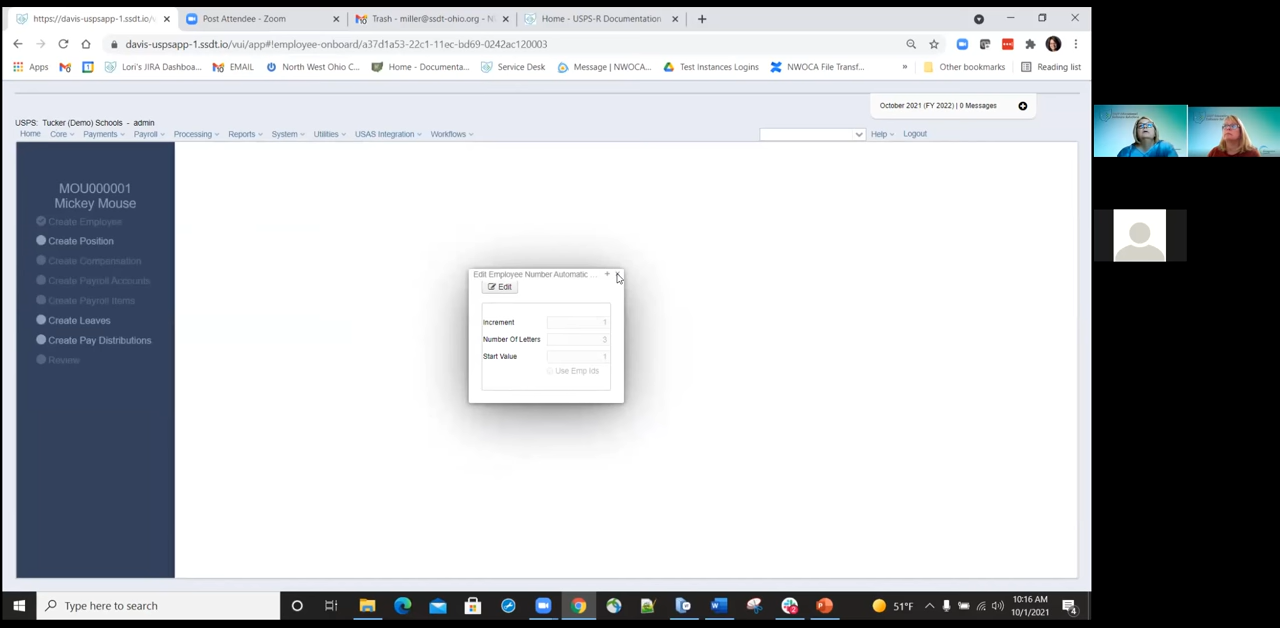 https://davis-uspsapp-1.ssdt.io/v
Post Attendee - Zoom
Trash - miller@ssdt-ohio.org - N
Home - USPS-R Documentation
davis-uspsapp-1.ssdt.io/vui/app#!employee-onboard/a37d1a53-22c1-11ec-bd69-0242ac120003
Apps
Lori's JIRA Dashboa...
EMAIL
North West Ohio C...
Home - Documenta...
Service Desk
Message | NWOCA...
Test Instances Logins
NWOCA File Transf...
»
Other bookmarks
Reading list
October 2021 (FY 2022) | 0 Messages
USPS: Tucker (Demo) Schools - admin
Home
Core
Payments
Payroll
Processing
Reports
System
Utilities
USAS Integration
Workflows
Help
Logout
MOU000001
Mickey Mouse
Create Employee
Create Position
Create Compensation
Create Payroll Accounts
Create Payroll Items
Create Leaves
Create Pay Distributions
Review
Edit Employee Number Automatic ...
Edit
Increment 1
Number Of Letters 3
Start Value 1
Use Emp Ids
Type here to search
51°F
10:16 AM
10/1/2021
4